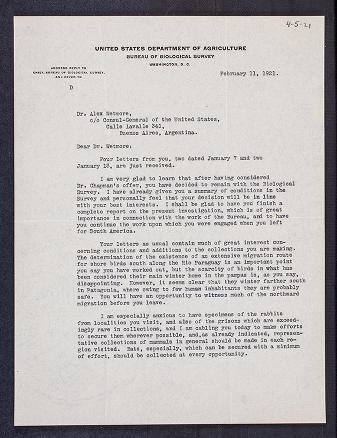 4-5-21
UNITED STATES DEPARTMENT OF AGRICULTURE
BUREAU OF BIOLOGICAL SURVEY
WASHINGTON, D. C.
ADDRESS REPLY TO
CHIEF, BUREAU OF BIOLOGICAL SURVEY,
AND REFER TO
D
February 11, 1921.
Dr. Alex Wetmore,
c/o Consul-General of the United States,
Calle Lavalle 341,
Buenos Aires, Argentina.
Dear Dr. Wetmore:
Four letters from you, two dated January 7 and two
January 13, are just received.
I am very glad to learn that after having considered
Dr. Chapman's offer, you have decided to remain with the Biological
Survey. I have already given you a summary of conditions in the
Survey and personally feel that your decision will be in line
with your best interests. I shall be glad to have you finish a
complete report on the present investigation, which is of great
importance in connection with the work of the Bureau, and to have
you continue the work upon which you were engaged when you left
for South America.
Your letters as usual contain much of great interest con-
cerning conditions and additions to the collections you are making.
The determination of the existence of an extensive migration route
for shore birds south along the Rio Paraguay is an important point
you say you have worked out, but the scarcity of birds in what has
been considered their main winter home in the pampas is, as you say,
disappointing. However, it seems clear that they winter farther south
in Patagonia, where owing to few human inhabitants they are probably
safe. You will have an opportunity to witness much of the northward
migration before you leave.
I am especially anxious to have specimens of the rabbits
from localities you visit, and also of the grisons which are exceed-
ingly rare in collections, and I am cabling you today to make efforts
to secure them wherever possible, and, as already indicated, represen-
tative collections of mammals in general should be made in each re-
gion visited. Bats, especially, which can be secured with a minimum
of effort, should be collected at every opportunity.